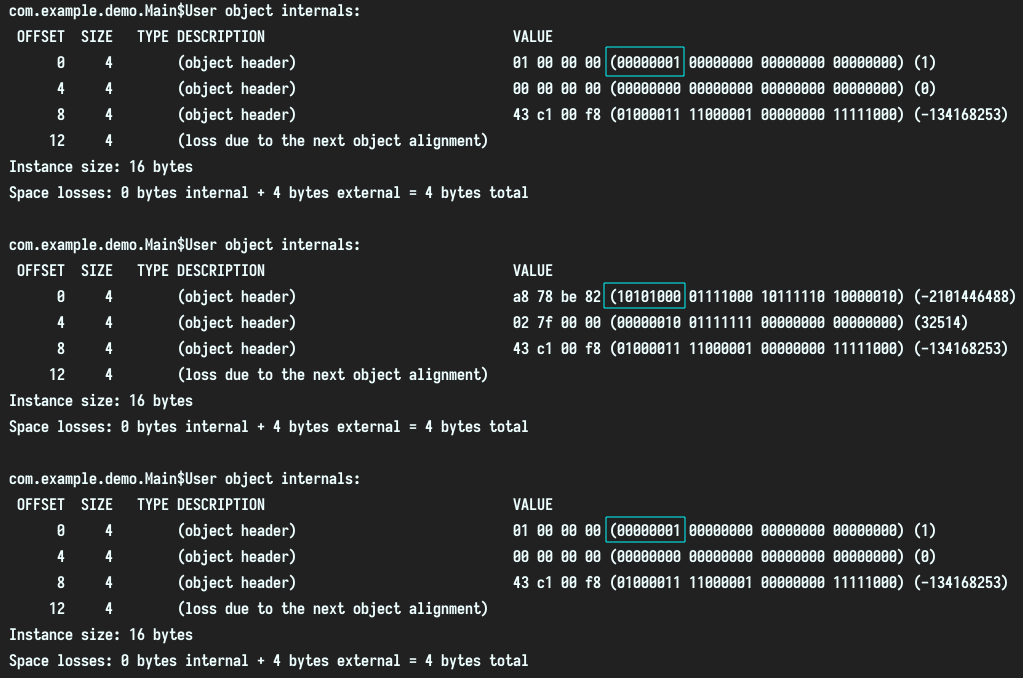 com.example.demo.Main$User object internals:
 OFFSET  SIZE   TYPE DESCRIPTION                               VALUE
      0     4        (object header)                           01 00 00 00 (00000001 00000000 00000000 00000000) (1)
      4     4        (object header)                           00 00 00 00 (00000000 00000000 00000000 00000000) (0)
      8     4        (object header)                           43 c1 00 f8 (01000011 11000001 00000000 11111000) (-134168253)
     12     4        (loss due to the next object alignment)
Instance size: 16 bytes
Space losses: 0 bytes internal + 4 bytes external = 4 bytes total

com.example.demo.Main$User object internals:
 OFFSET  SIZE   TYPE DESCRIPTION                               VALUE
      0     4        (object header)                           a8 78 be 82 (10101000 01111000 10111110 10000010) (-2101446488)
      4     4        (object header)                           02 7f 00 00 (00000010 01111111 00000000 00000000) (32514)
      8     4        (object header)                           43 c1 00 f8 (01000011 11000001 00000000 11111000) (-134168253)
     12     4        (loss due to the next object alignment)
Instance size: 16 bytes
Space losses: 0 bytes internal + 4 bytes external = 4 bytes total

com.example.demo.Main$User object internals:
 OFFSET  SIZE   TYPE DESCRIPTION                               VALUE
      0     4        (object header)                           01 00 00 00 (00000001 00000000 00000000 00000000) (1)
      4     4        (object header)                           00 00 00 00 (00000000 00000000 00000000 00000000) (0)
      8     4        (object header)                           43 c1 00 f8 (01000011 11000001 00000000 11111000) (-134168253)
     12     4        (loss due to the next object alignment)
Instance size: 16 bytes
Space losses: 0 bytes internal + 4 bytes external = 4 bytes total